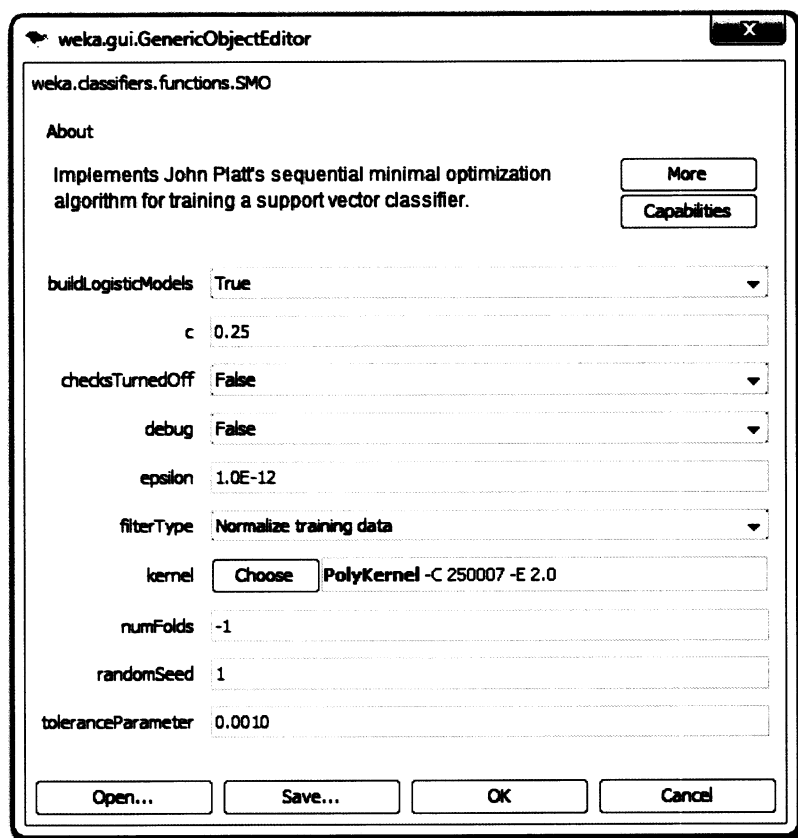 weka.gui.GenericObjectEditor
X
weka.classifiers.functions.SMO
About
Implements John Platt's sequential minimal optimization
algorithm for training a support vector classifier.
More
Capabilities
buildLogisticModels True
c 0.25
checksTurnedOff False
debug False
epsilon 1.0E-12
filterType Normalize training data
kernel Choose PolyKernel -C 250007 -E 2.0
numFolds -1
randomSeed 1
toleranceParameter 0.0010
Open... Save... OK Cancel